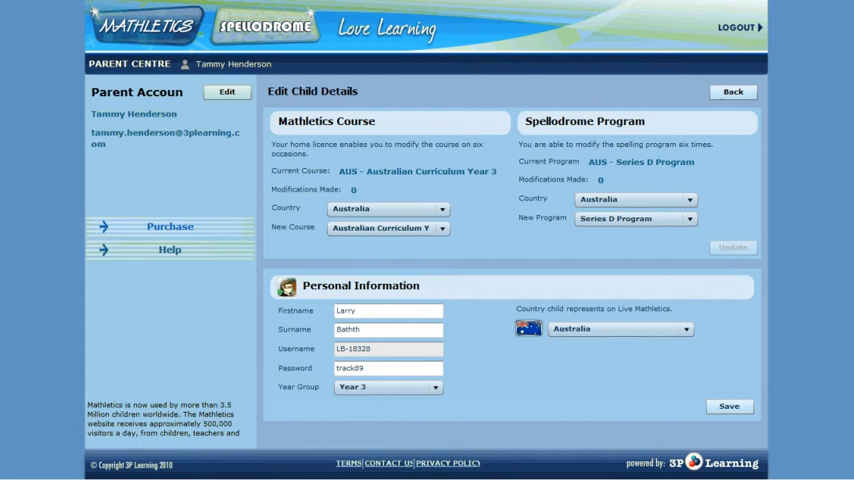 MATHLETICS SPELLODROME Love Learning LOGOUT
PARENT CENTRE Tammy Henderson
Parent Accoun Edit
Tammy Henderson
tammy.henderson@3plearning.c
om
Purchase
Help
Mathletics is now used by more than 3.5
Million children worldwide. The Mathletics
website receives approximately 500,000
visitors a day, from children, teachers and
Edit Child Details Back
Mathletics Course
Your home licence enables you to modify the course on six
occasions.
Current Course: AUS - Australian Curriculum Year 3
Modifications Made: 0
Country Australia
New Course Australian Curriculum Y
Spellodrome Program
You are able to modify the spelling program six times.
Current Program AUS - Series D Program
Modifications Made: 0
Country Australia
New Program Series D Program
Update
Personal Information
Firstname Larry
Surname Bathth
Username LB-18328
Password track89
Year Group Year 3
Country child represents on Live Mathletics.
Australia
Save
© Copyright 3P Learning 2010 TERMS|CONTACT US|PRIVACY POLICY powered by: 3P Learning